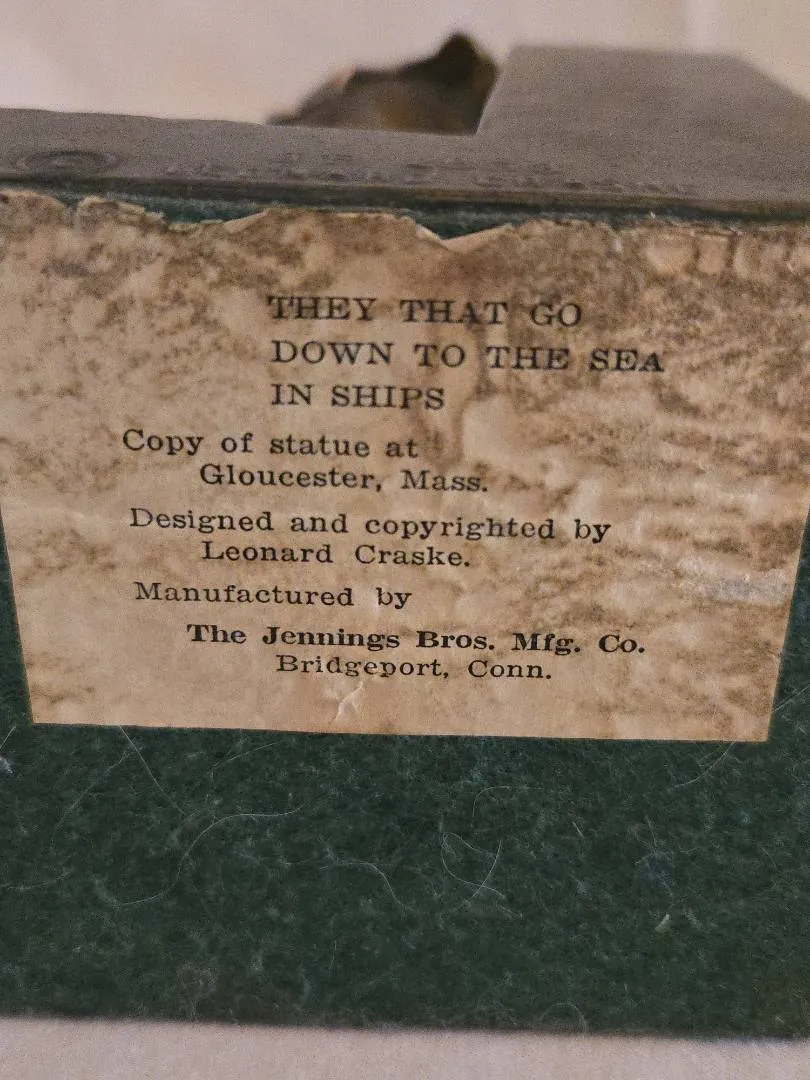 THEY THAT GO
DOWN TO THE SEA
IN SHIPS
Copy of statue at
Gloucester, Mass.
Designed and copyrighted by
Leonard Craske.
Manufactured by
The Jennings Bros. Mfg. Co.
Bridgeport, Conn.